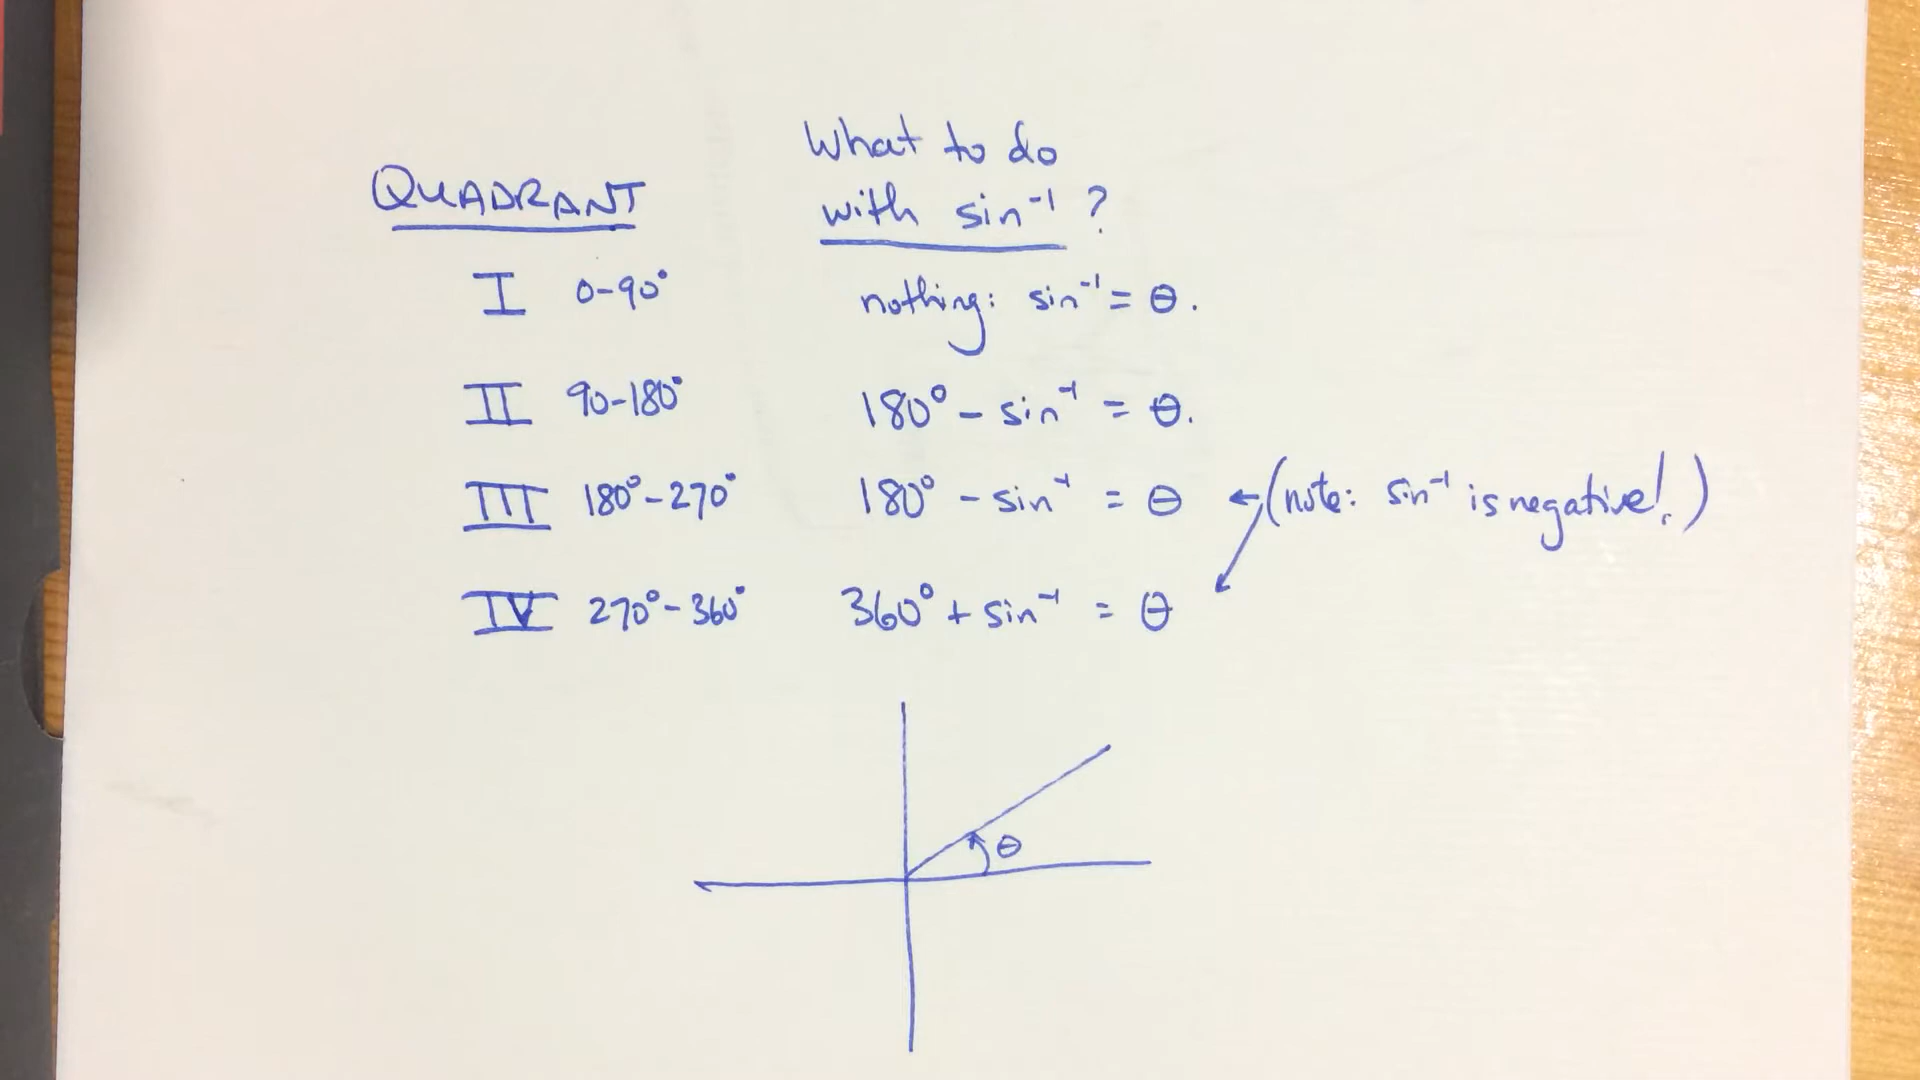 What to do
QUADRANT with sin⁻¹ ?
I 0-90° nothing: sin⁻¹ = θ.
II 90-180° 180° - sin⁻¹ = θ.
III 180°-270° 180° - sin⁻¹ = θ ← (note: sin⁻¹ is negative!)
IV 270°-360° 360° + sin⁻¹ = θ
θ